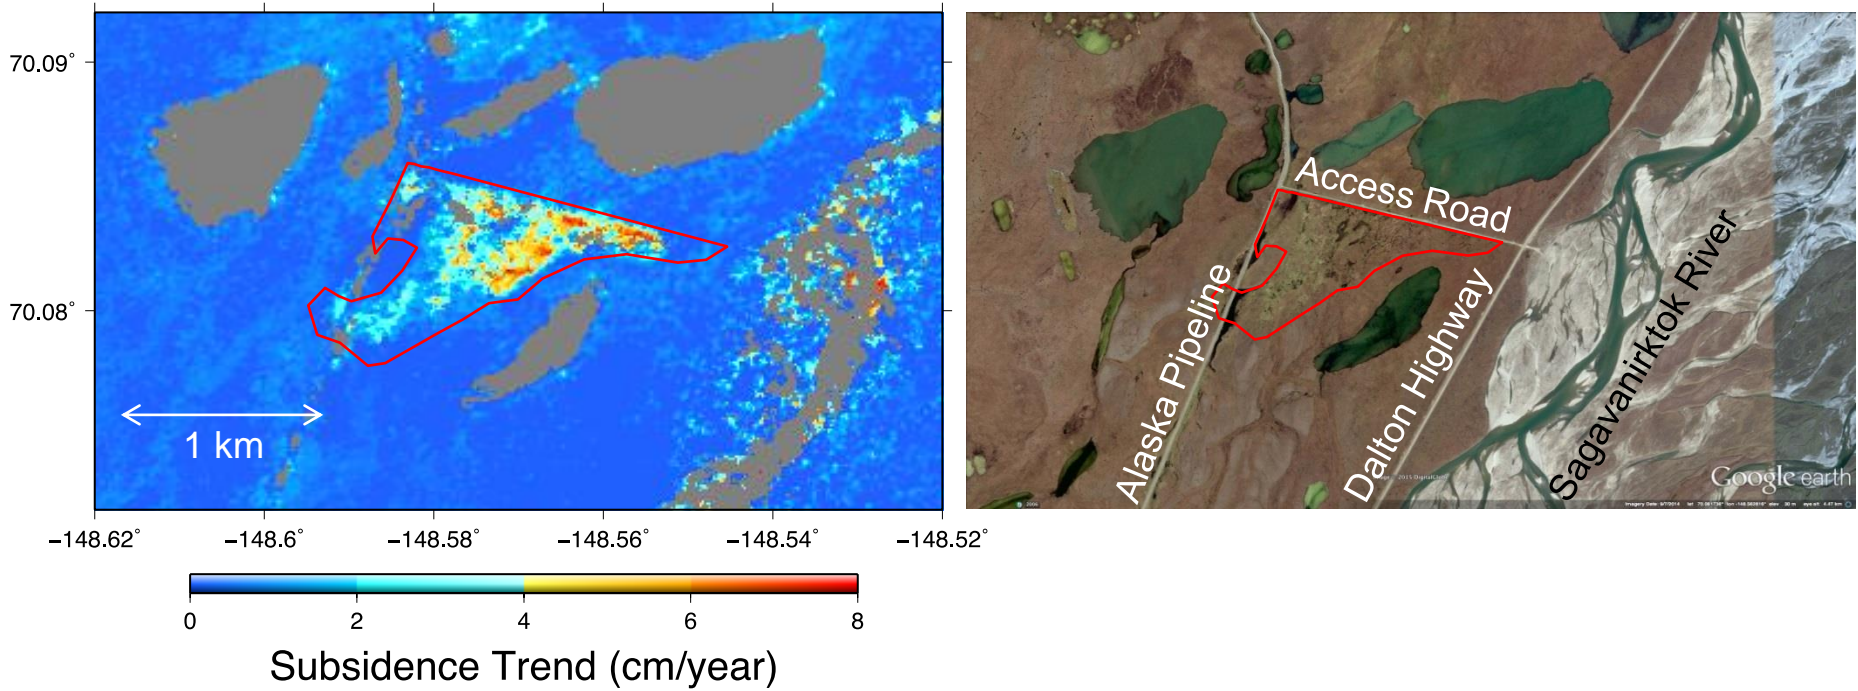 70.09°
70.08°
1 km
−148.62°
−148.6°
−148.58°
−148.56°
−148.54°
−148.52°
0
2
4
6
8
Subsidence Trend (cm/year)
Access Road
Alaska Pipeline
Dalton Highway
Sagavanirktok River
Google earth